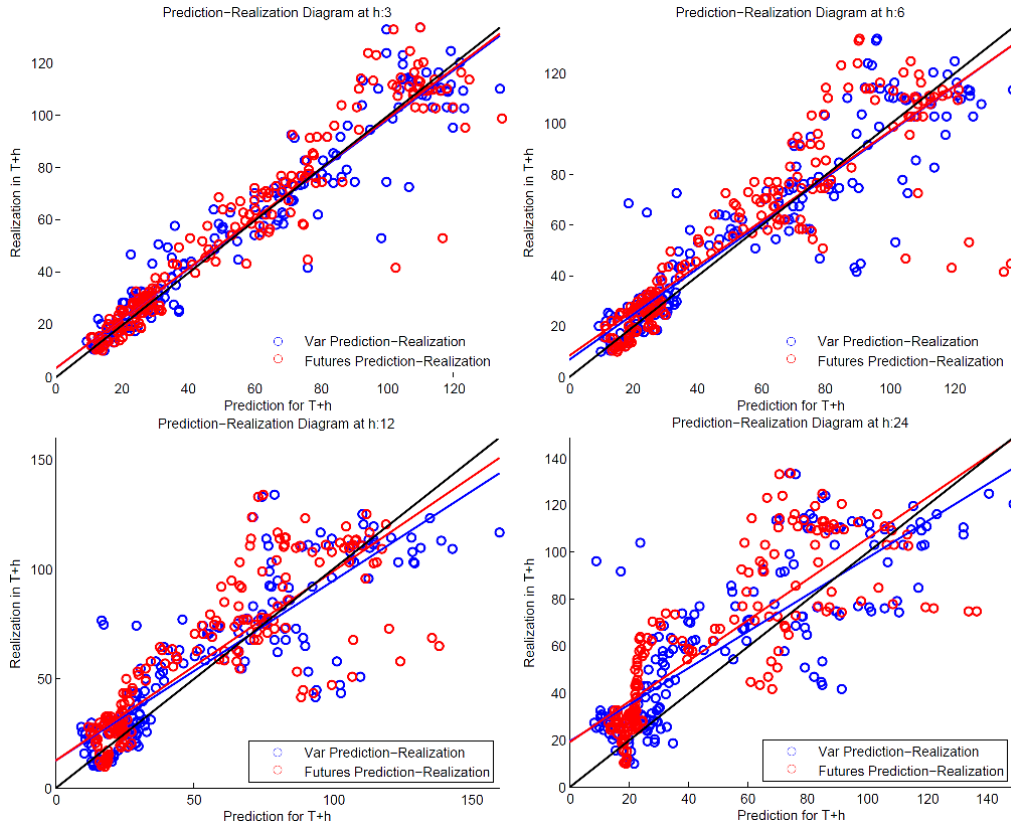 Prediction−Realization Diagram at h:3
Realization in T+h
120
100
80
60
40
20
0
Var Prediction−Realization
Futures Prediction−Realization
0 20 40 60 80 100 120
Prediction for T+h
Prediction−Realization Diagram at h:6
Realization in T+h
120
100
80
60
40
20
0
Var Prediction−Realization
Futures Prediction−Realization
0 20 40 60 80 100 120
Prediction for T+h
Prediction−Realization Diagram at h:12
Realization in T+h
150
100
50
0
Var Prediction−Realization
Futures Prediction−Realization
0 50 100 150
Prediction for T+h
Prediction−Realization Diagram at h:24
Realization in T+h
140
120
100
80
60
40
20
0
Var Prediction−Realization
Futures Prediction−Realization
0 20 40 60 80 100 120 140
Prediction for T+h